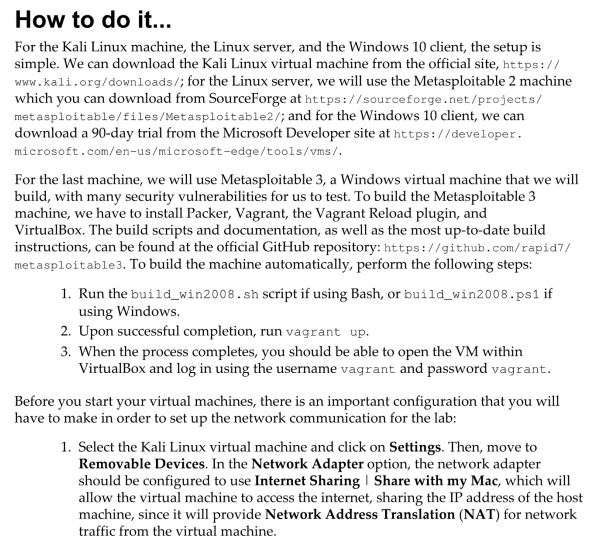 How to do it...
For the Kali Linux machine, the Linux server, and the Windows 10 client, the setup is
simple. We can download the Kali Linux virtual machine from the official site, https://
www.kali.org/downloads/; for the Linux server, we will use the Metasploitable 2 machine
which you can download from SourceForge at https://sourceforge.net/projects/
metasploitable/files/Metasploitable2/; and for the Windows 10 client, we can
download a 90-day trial from the Microsoft Developer site at https://developer.
microsoft.com/en-us/microsoft-edge/tools/vms/.
For the last machine, we will use Metasploitable 3, a Windows virtual machine that we will
build, with many security vulnerabilities for us to test. To build the Metasploitable 3
machine, we have to install Packer, Vagrant, the Vagrant Reload plugin, and
VirtualBox. The build scripts and documentation, as well as the most up-to-date build
instructions, can be found at the official GitHub repository: https://github.com/rapid7/
metasploitable3. To build the machine automatically, perform the following steps:
1. Run the build_win2008.sh script if using Bash, or build_win2008.ps1 if
using Windows.
2. Upon successful completion, run vagrant up.
3. When the process completes, you should be able to open the VM within
VirtualBox and log in using the username vagrant and password vagrant.
Before you start your virtual machines, there is an important configuration that you will
have to make in order to set up the network communication for the lab:
1. Select the Kali Linux virtual machine and click on Settings. Then, move to
Removable Devices. In the Network Adapter option, the network adapter
should be configured to use Internet Sharing | Share with my Mac, which will
allow the virtual machine to access the internet, sharing the IP address of the host
machine, since it will provide Network Address Translation (NAT) for network
traffic from the virtual machine.